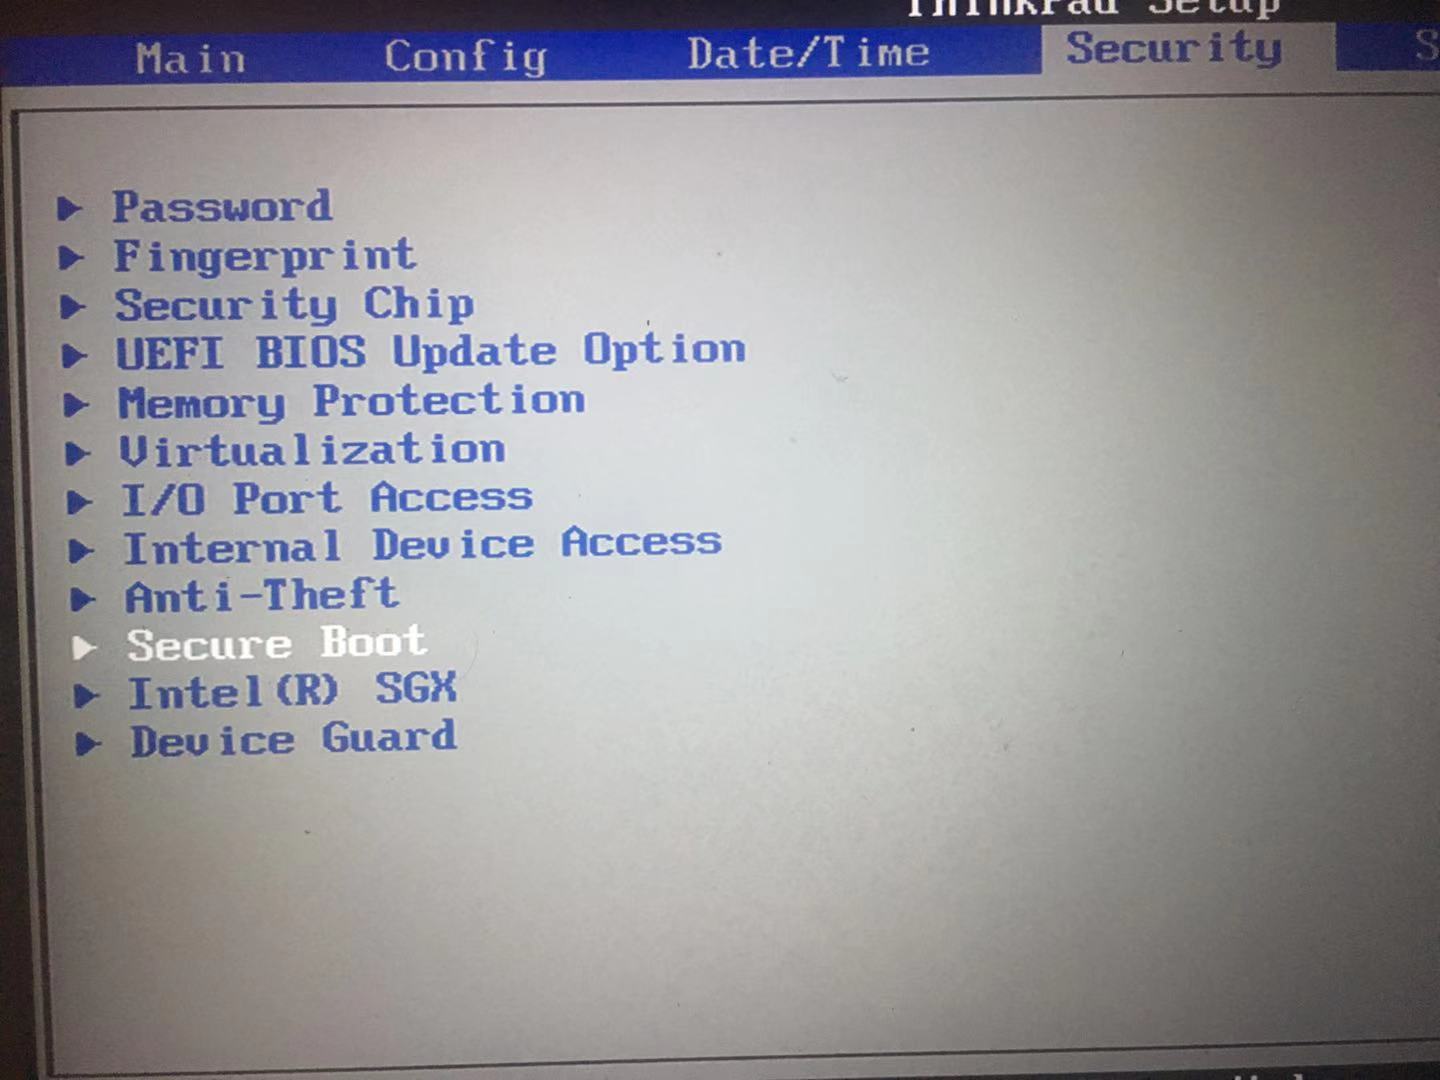 ThinkPad Setup
Main Config Date/Time Security S
Password
Fingerprint
Security Chip
UEFI BIOS Update Option
Memory Protection
Virtualization
I/O Port Access
Internal Device Access
Anti-Theft
Secure Boot
Intel(R) SGX
Device Guard